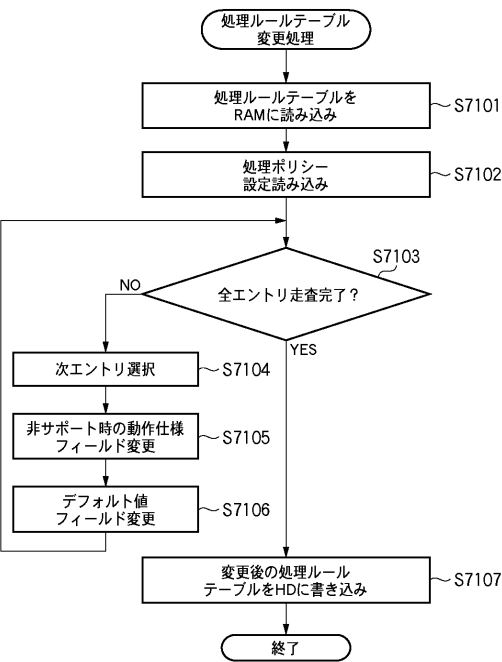 処理ルールテーブル
変更処理
処理ルールテーブルを
RAMに読み込み
S7101
処理ポリシー
設定読み込み
S7102
S7103
全エントリ走査完了？
NO
YES
次エントリ選択
S7104
非サポート時の動作仕様
フィールド変更
S7105
デフォルト値
フィールド変更
S7106
変更後の処理ルール
テーブルをHDに書き込み
S7107
終了